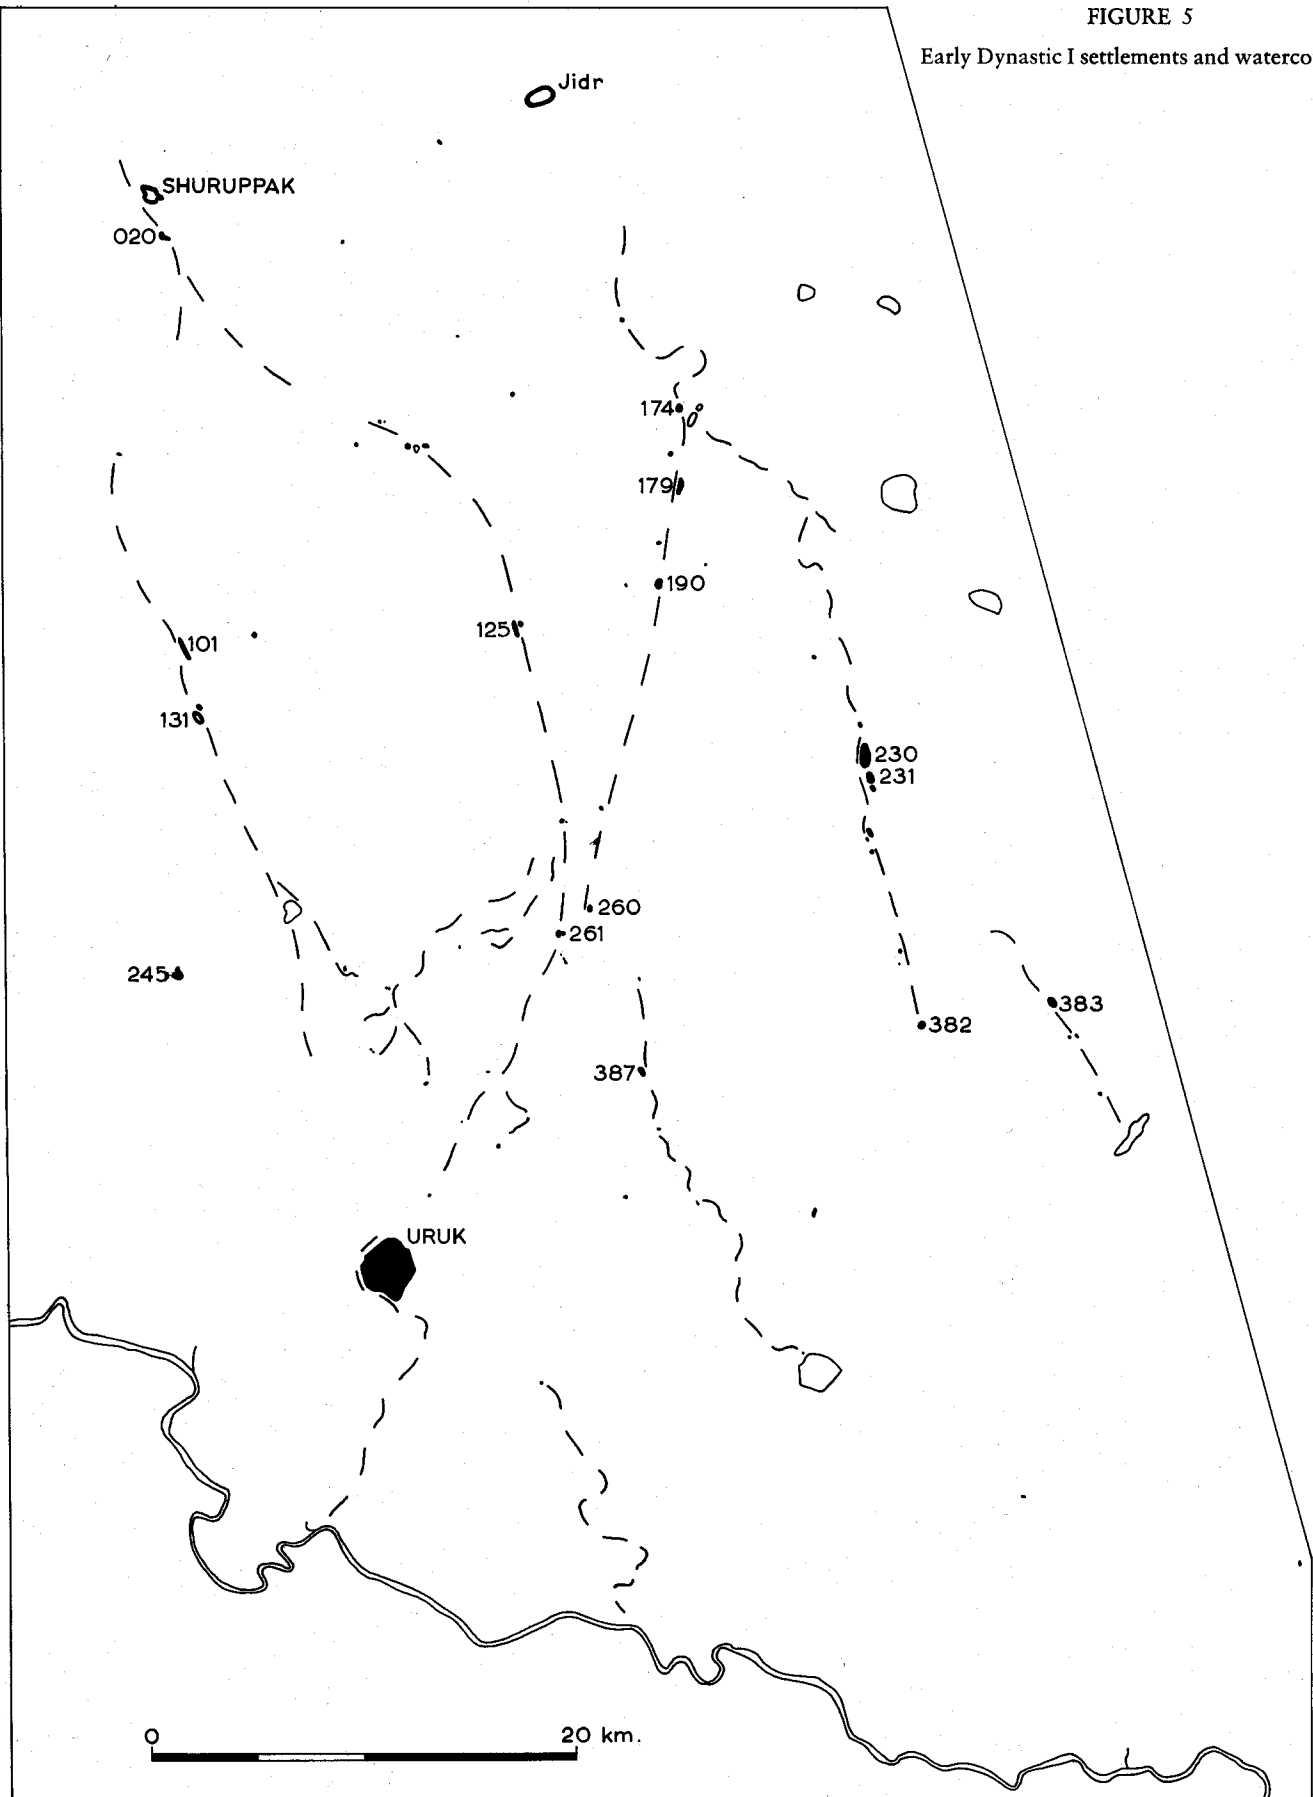 FIGURE 5
Early Dynastic I settlements and waterco
Jidr
SHURUPPAK
020
174
179
190
125
101
131
230
231
260
261
245
383
382
387
URUK
0 20 km.